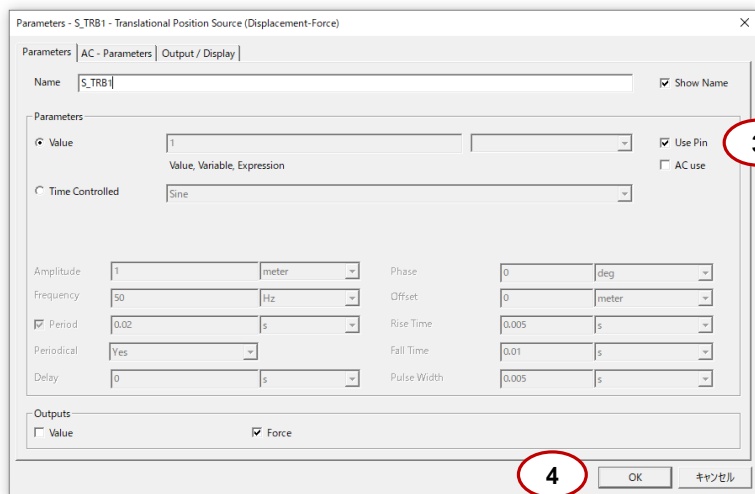 Parameters - S_TRB1 - Translational Position Source (Displacement-Force)
Parameters AC - Parameters Output / Display
Name S_TRB1 Show Name
Parameters
Value 1 Use Pin 3
Value, Variable, Expression AC use
Time Controlled Sine
Amplitude 1 meter Phase 0 deg
Frequency 50 Hz Offset 0 meter
Period 0.02 s Rise Time 0.005 s
Periodical Yes Fall Time 0.01 s
Delay 0 s Pulse Width 0.005 s
Outputs
Value Force
4 OK キャンセル